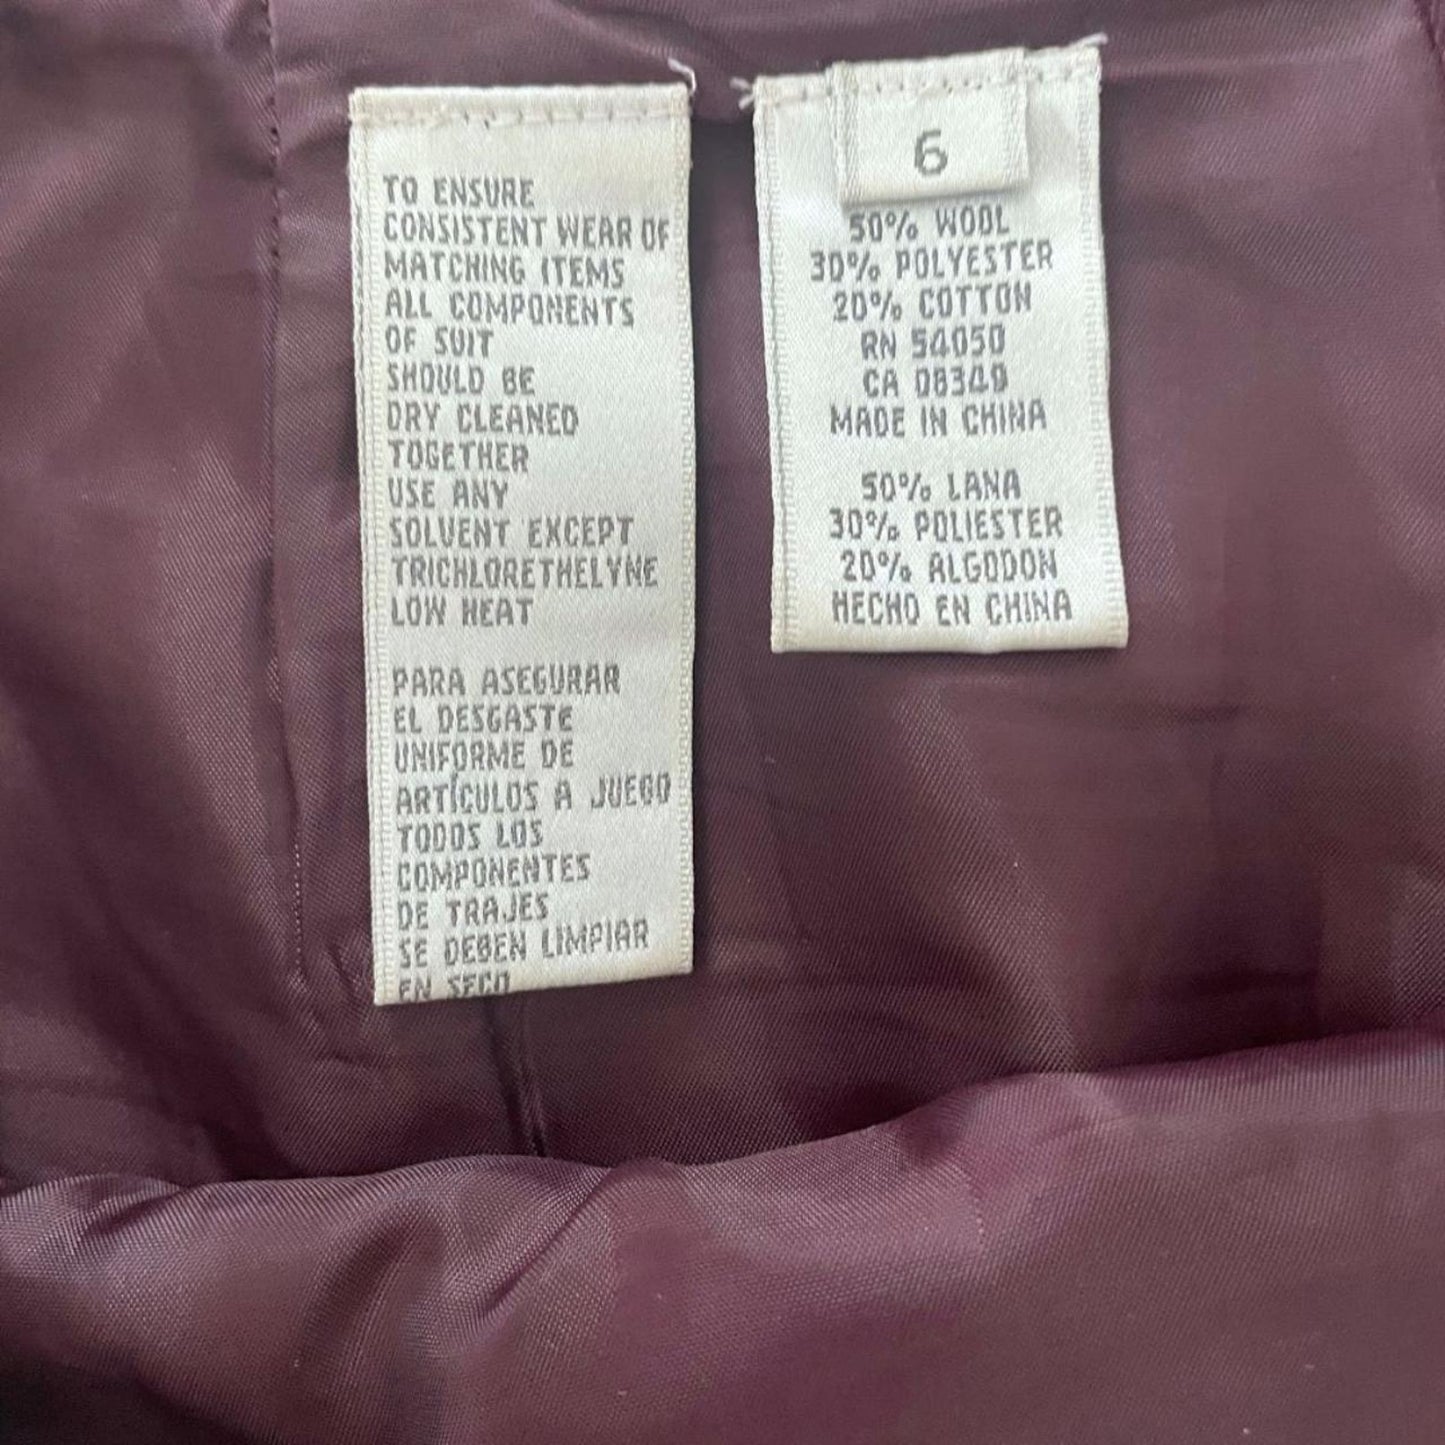 TO ENSURE
CONSISTENT WEAR OF
MATCHING ITEMS
ALL COMPONENTS
OF SUIT
SHOULD BE
DRY CLEANED
TOGETHER
USE ANY
SOLVENT EXCEPT
TRICHLORETHELYNE
LOW HEAT
PARA ASEGURAR
EL DESGASTE
UNIFORME DE
ARTÍCULOS A JUEGO
TODOS LOS
COMPONENTES
DE TRAJES
SE DEBEN LIMPIAR
EN SECO
6
50% WOOL
30% POLYESTER
20% COTTON
RN 54050
CA 08349
MADE IN CHINA
50% LANA
30% POLIESTER
20% ALGODON
HECHO EN CHINA